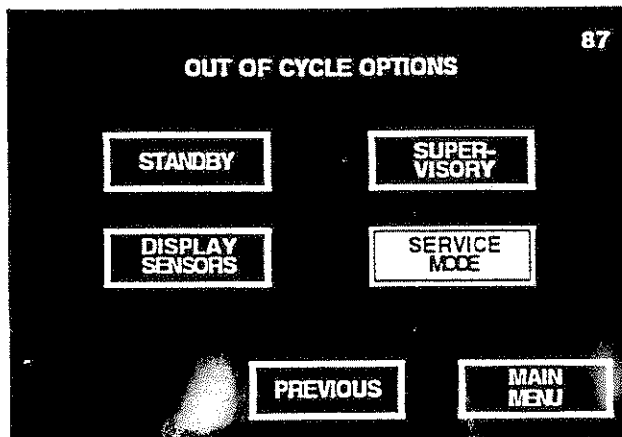 87
OUT OF CYCLE OPTIONS
STANDBY
SUPER-
VISORY
DISPLAY
SENSORS
SERVICE
MODE
PREVIOUS
MAIN
MENU